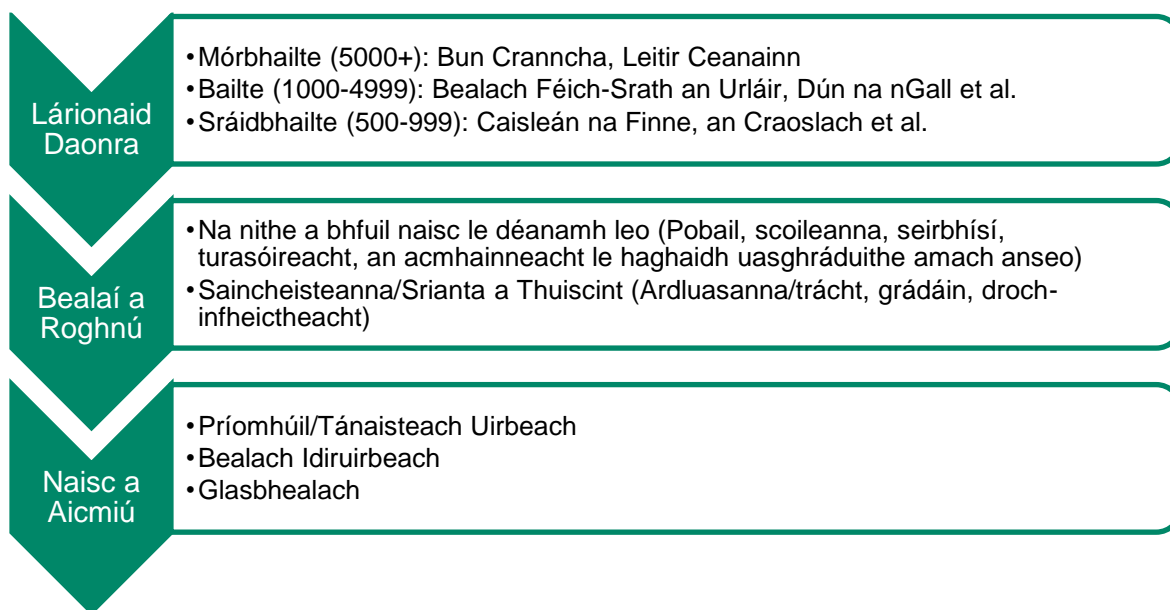 Lárionaid
Daonra
•Mórbhailte (5000+): Bun Cranncha, Leitir Ceanainn
•Bailte (1000-4999): Bealach Féich-Srath an Urláir, Dún na nGall et al.
•Sráidbhailte (500-999): Caisleán na Finne, an Craoslach et al.
Bealaí a
Roghnú
•Na nithe a bhfuil naisc le déanamh leo (Pobail, scoileanna, seirbhísí,
turasóireacht, an acmhainneacht le haghaidh uasghráduithe amach anseo)
•Saincheisteanna/Srianta a Thuiscint (Ardluasanna/trácht, grádáin, droch-
infheictheacht)
Naisc a
Aicmiú
•Príomhúil/Tánaisteach Uirbeach
•Bealach Idiruirbeach
•Glasbhealach